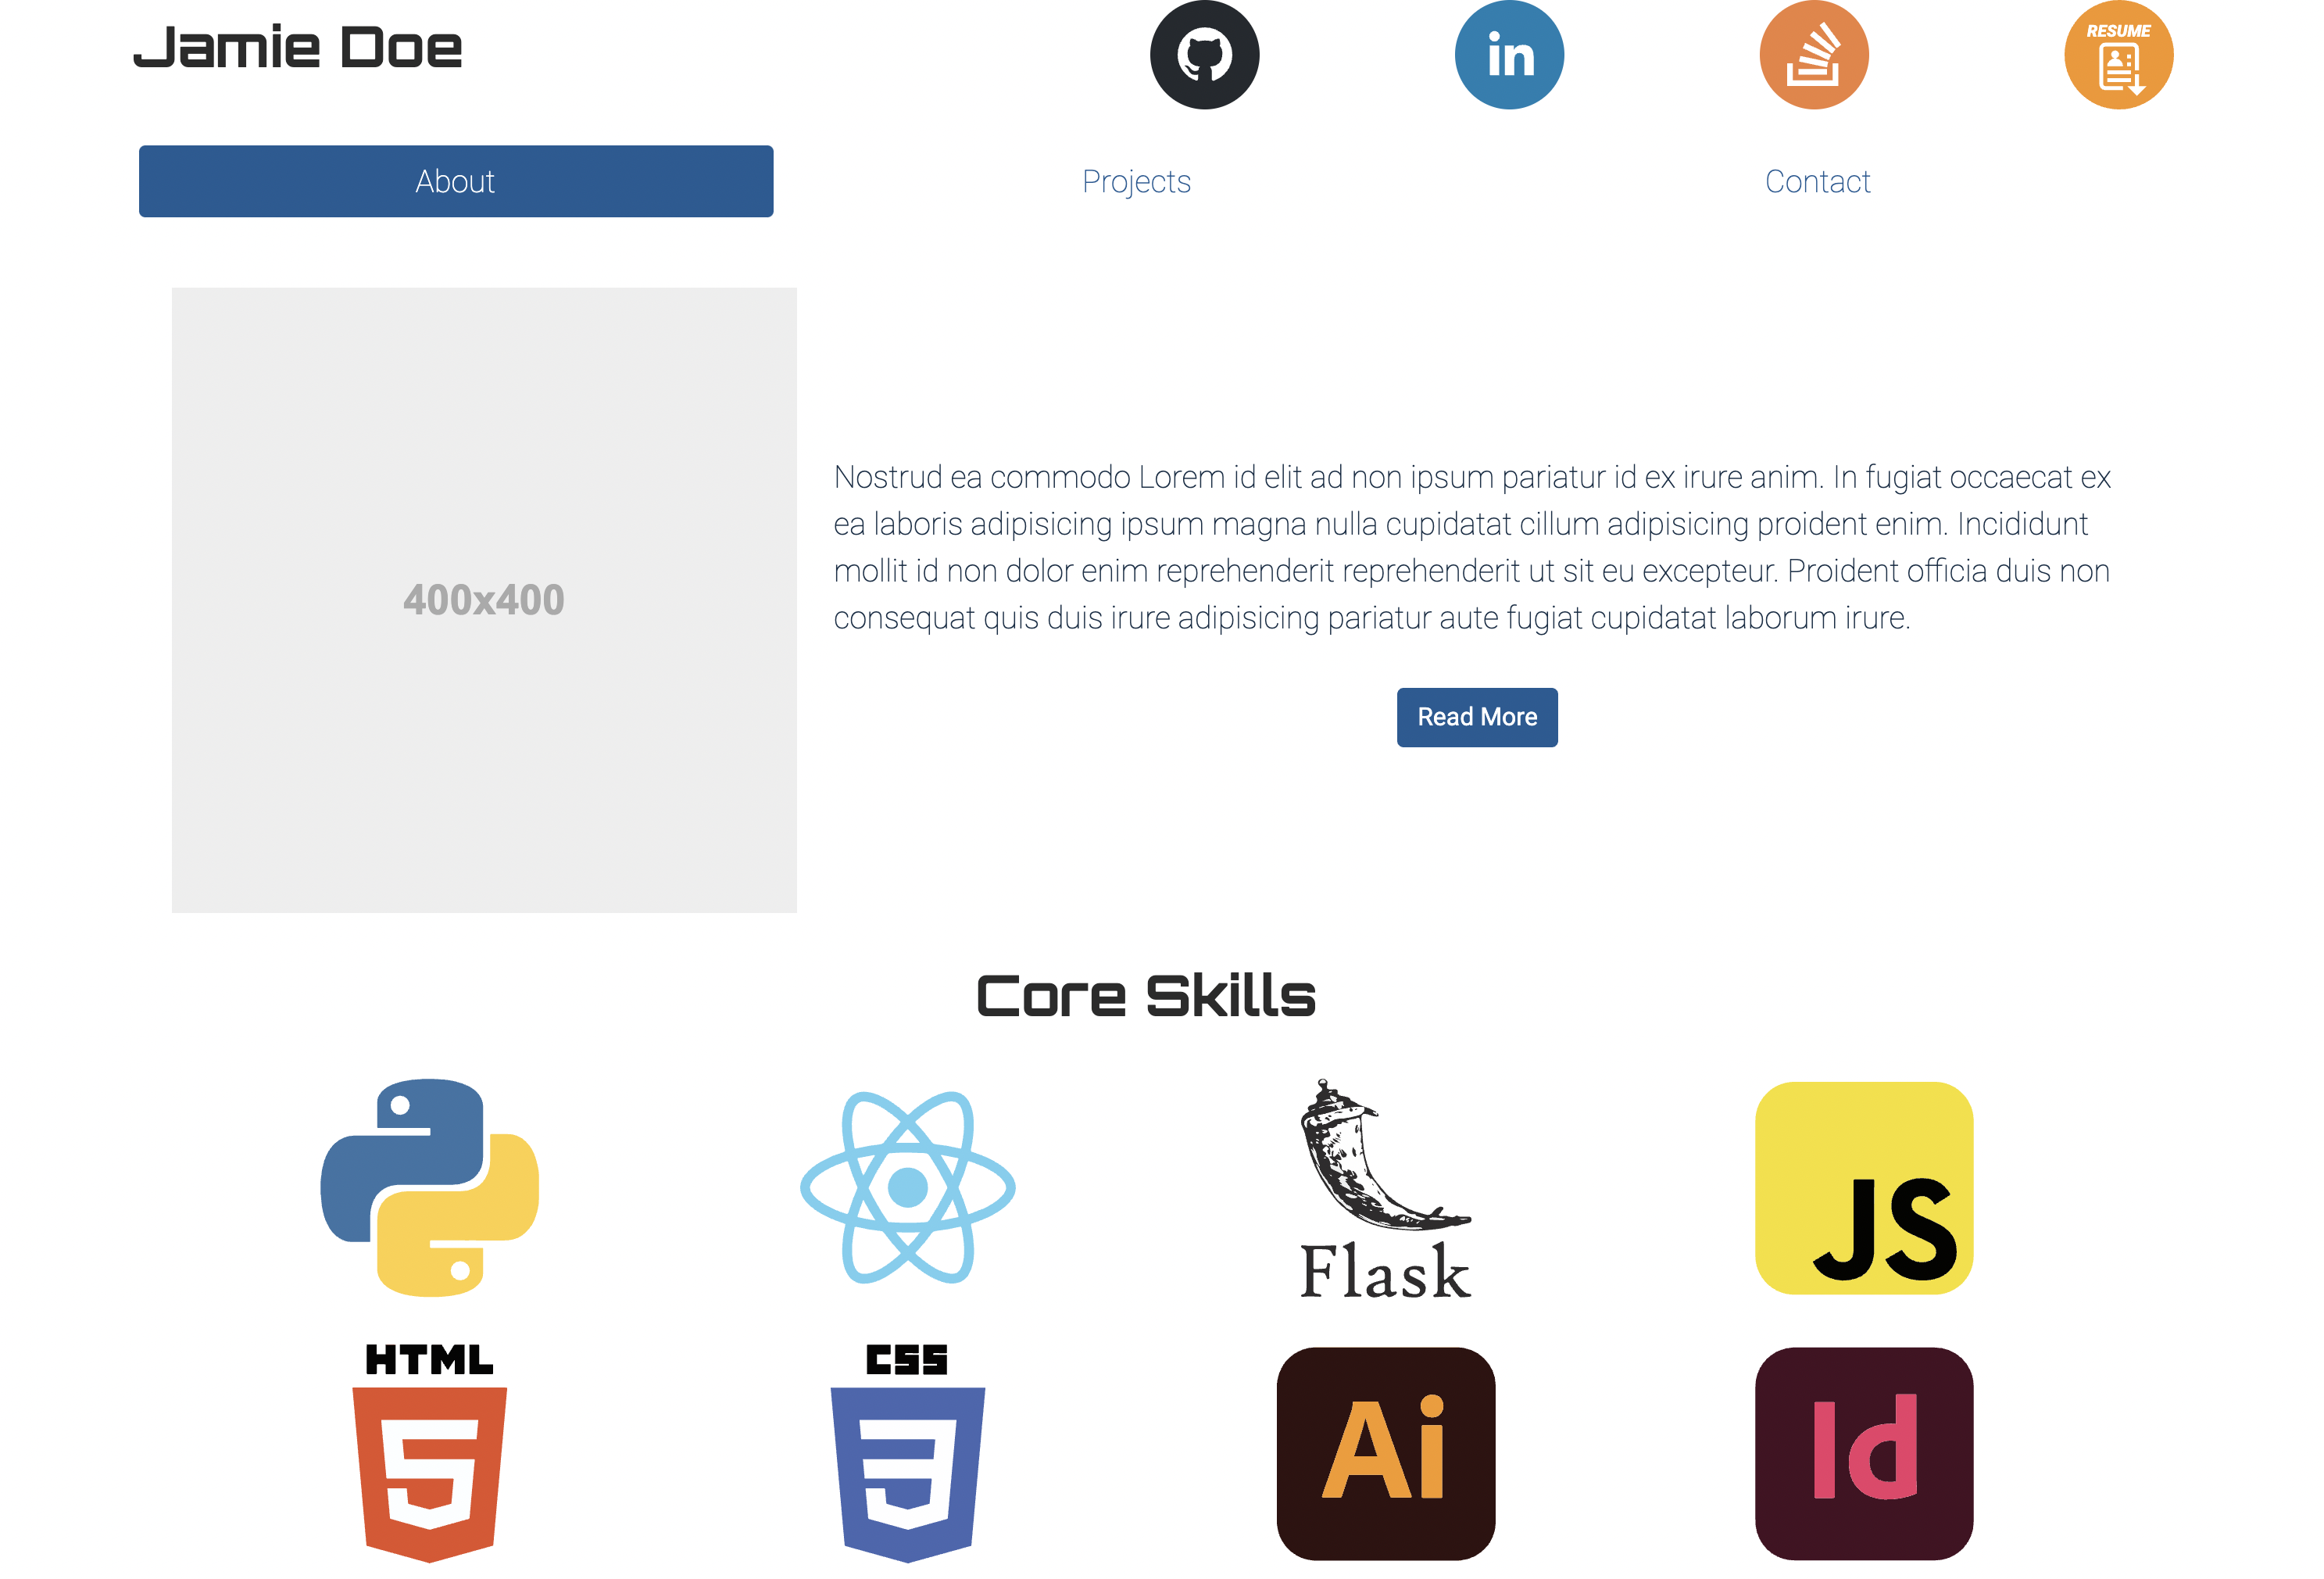 Jamie Doe
in
RESUME
About
Projects
Contact
400x400
Nostrud ea commodo Lorem id elit ad non ipsum pariatur id ex irure anim. In fugiat occaecat ex
ea laboris adipisicing ipsum magna nulla cupidatat cillum adipisicing proident enim. Incididunt
mollit id non dolor enim reprehenderit reprehenderit ut sit eu excepteur. Proident officia duis non
consequat quis duis irure adipisicing pariatur aute fugiat cupidatat laborum irure.
Read More
Core Skills
Flask
JS
HTML
5
CSS
3
Ai
Id